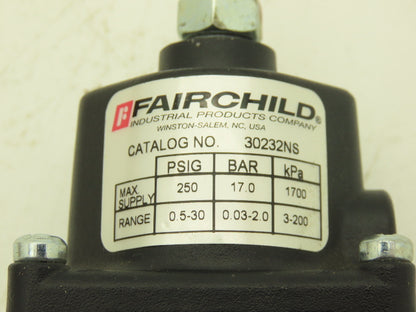 FAIRCHILD®
INDUSTRIAL PRODUCTS COMPANY
WINSTON-SALEM, NC, USA
CATALOG NO. 30232NS
PSIG BAR kPa
MAX. SUPPLY 250 17.0 1700
RANGE 0.5-30 0.03-2.0 3-200